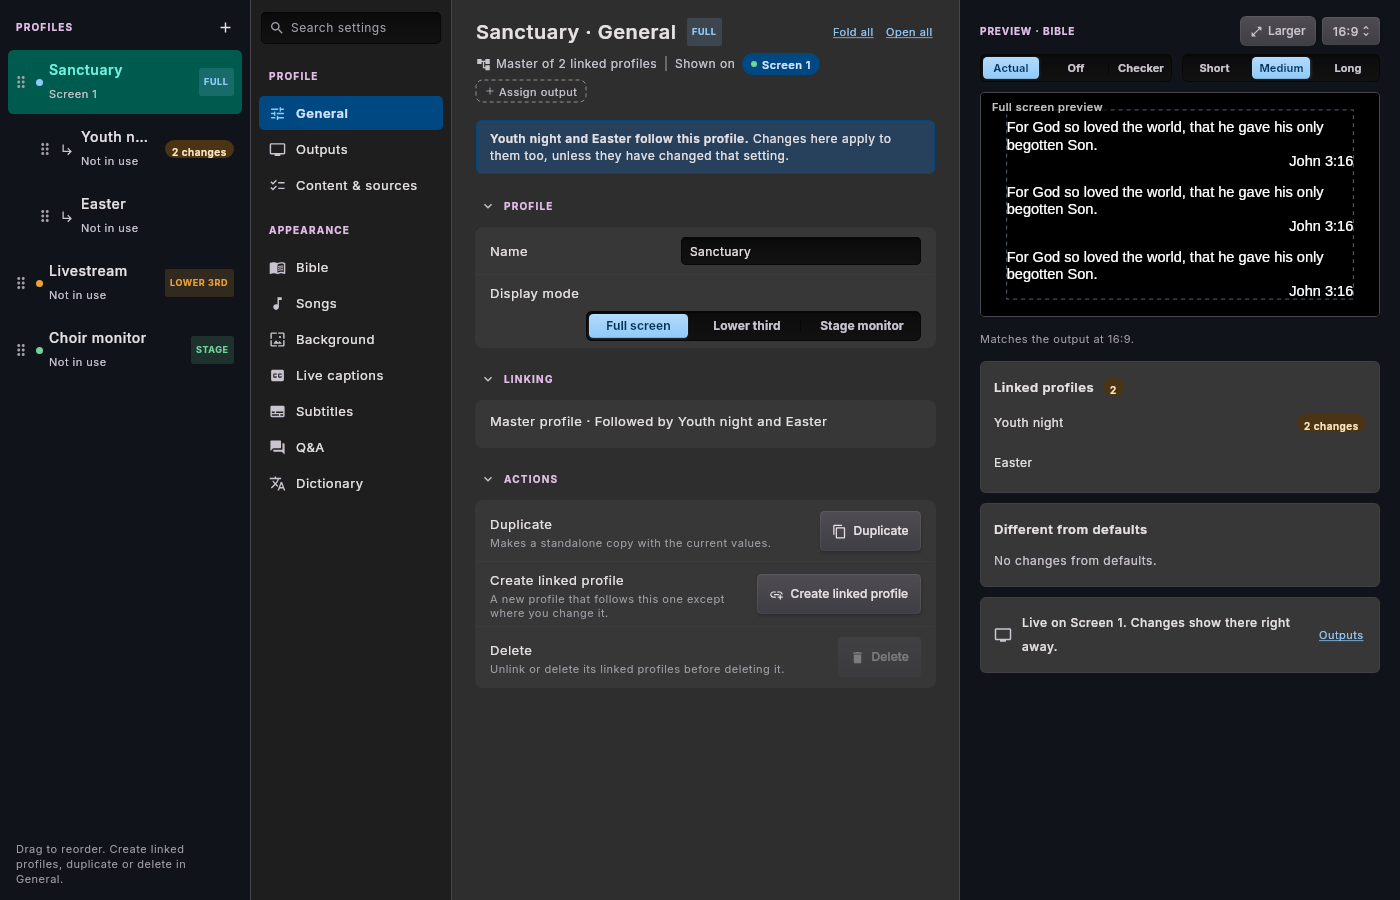 PROFILES
Sanctuary
Screen 1
FULL
Youth n...
Not in use
2 changes
Easter
Not in use
Livestream
Not in use
LOWER 3RD
Choir monitor
Not in use
STAGE
Drag to reorder. Create linked
profiles, duplicate or delete in
General.
Search settings
PROFILE
General
Outputs
Content & sources
APPEARANCE
Bible
Songs
Background
Live captions
Subtitles
Q&A
Dictionary
Sanctuary · General
FULL
Fold all
Open all
Master of 2 linked profiles
Shown on
Screen 1
+ Assign output
Youth night and Easter follow this profile. Changes here apply to
them too, unless they have changed that setting.
PROFILE
Name
Sanctuary
Display mode
Full screen
Lower third
Stage monitor
LINKING
Master profile · Followed by Youth night and Easter
ACTIONS
Duplicate
Makes a standalone copy with the current values.
Duplicate
Create linked profile
A new profile that follows this one except
where you change it.
Create linked profile
Delete
Unlink or delete its linked profiles before deleting it.
Delete
PREVIEW · BIBLE
Larger
16:9
Actual
Off
Checker
Short
Medium
Long
Full screen preview
For God so loved the world, that he gave his only
begotten Son.
John 3:16
For God so loved the world, that he gave his only
begotten Son.
John 3:16
For God so loved the world, that he gave his only
begotten Son.
John 3:16
Matches the output at 16:9.
Linked profiles
2
Youth night
2 changes
Easter
Different from defaults
No changes from defaults.
Live on Screen 1. Changes show there right
away.
Outputs